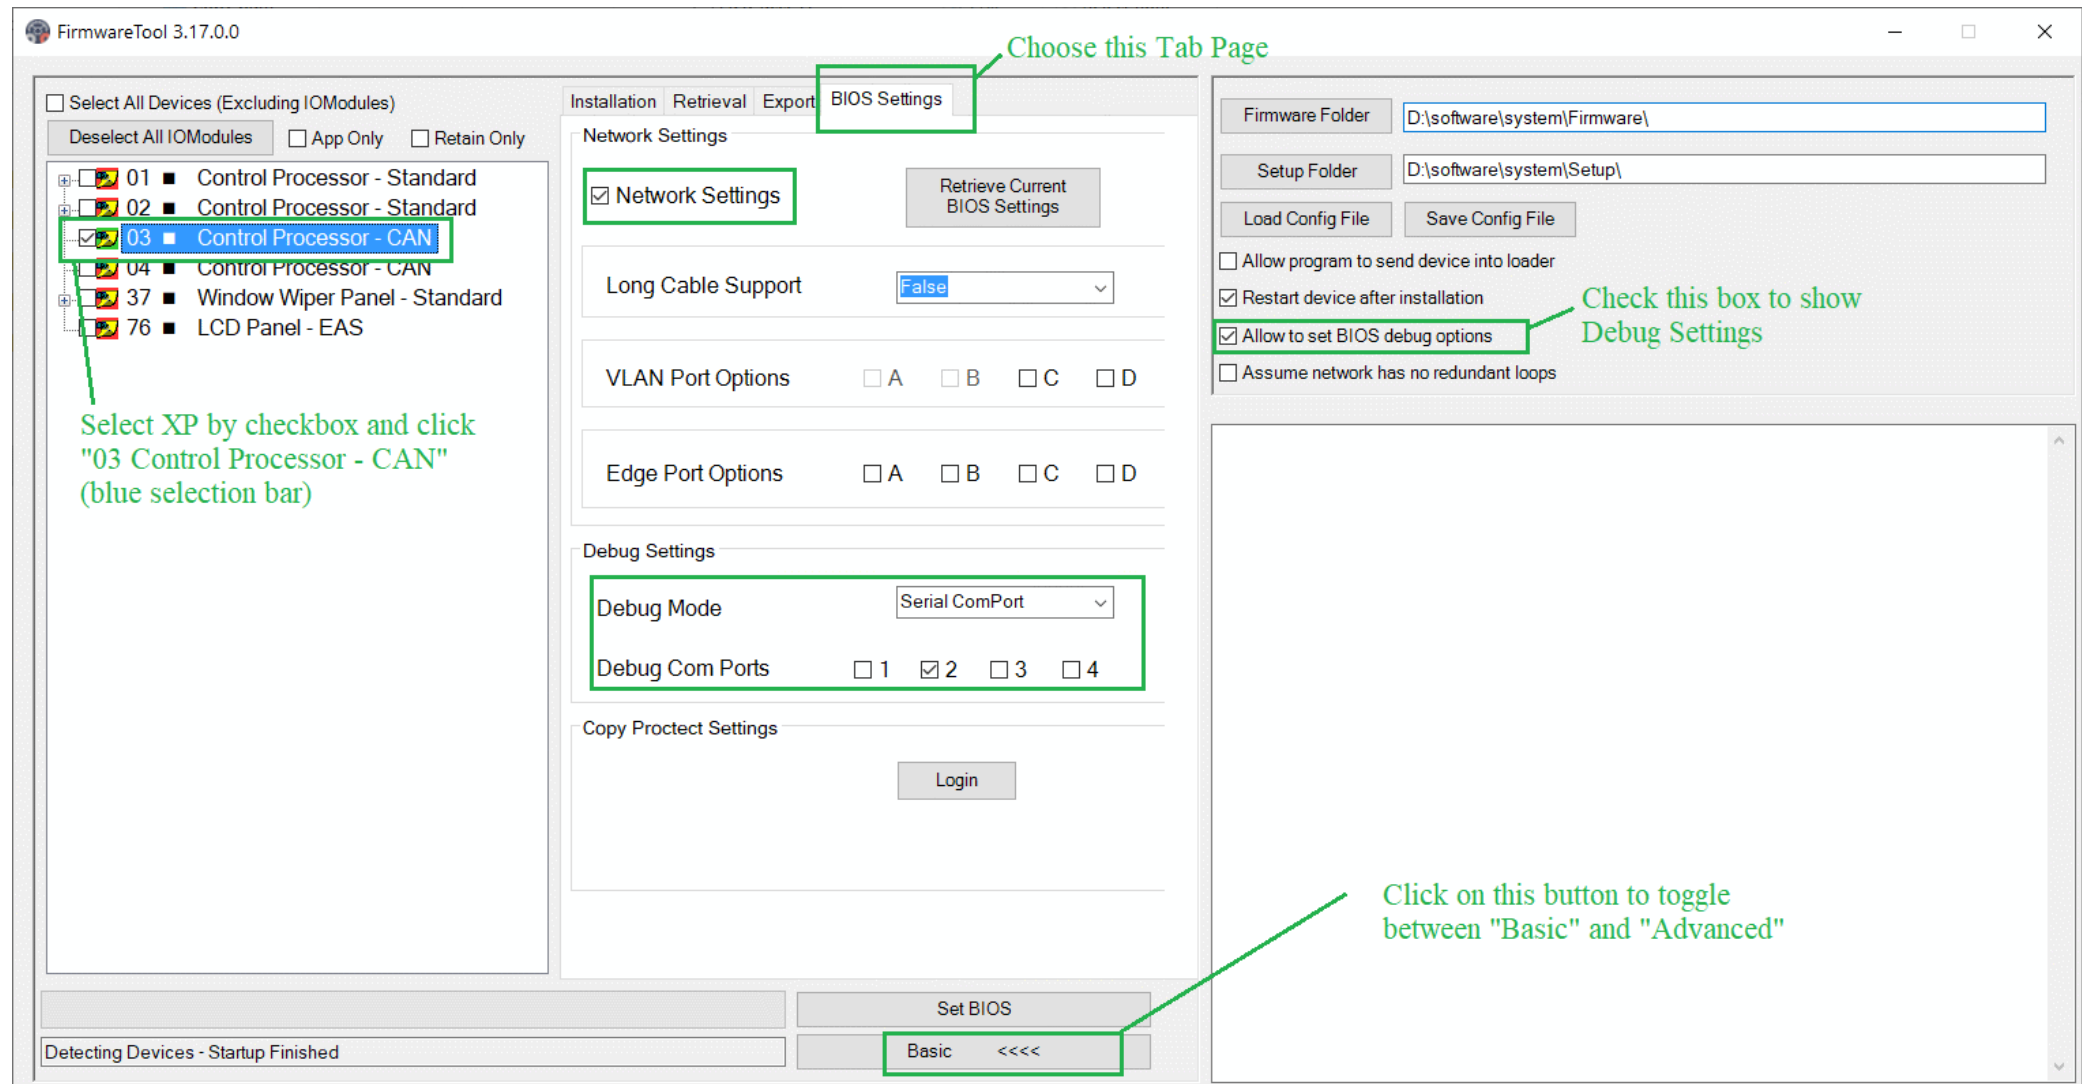 FirmwareTool 3.17.0.0
Choose this Tab Page
Select All Devices (Excluding IOModules)
Deselect All IOModules
App Only
Retain Only
01 Control Processor - Standard
02 Control Processor - Standard
03 Control Processor - CAN
04 Control Processor - CAN
37 Window Wiper Panel - Standard
76 LCD Panel - EAS
Select XP by checkbox and click
"03 Control Processor - CAN"
(blue selection bar)
Installation
Retrieval
Export
BIOS Settings
Network Settings
Network Settings
Retrieve Current
BIOS Settings
Long Cable Support
False
VLAN Port Options
A
B
C
D
Edge Port Options
A
B
C
D
Debug Settings
Debug Mode
Serial ComPort
Debug Com Ports
1
2
3
4
Copy Proctect Settings
Login
Firmware Folder
D:\software\system\Firmware\
Setup Folder
D:\software\system\Setup\
Load Config File
Save Config File
Allow program to send device into loader
Restart device after installation
Allow to set BIOS debug options
Assume network has no redundant loops
Check this box to show
Debug Settings
Click on this button to toggle
between "Basic" and "Advanced"
Set BIOS
Detecting Devices - Startup Finished
Basic <<<<